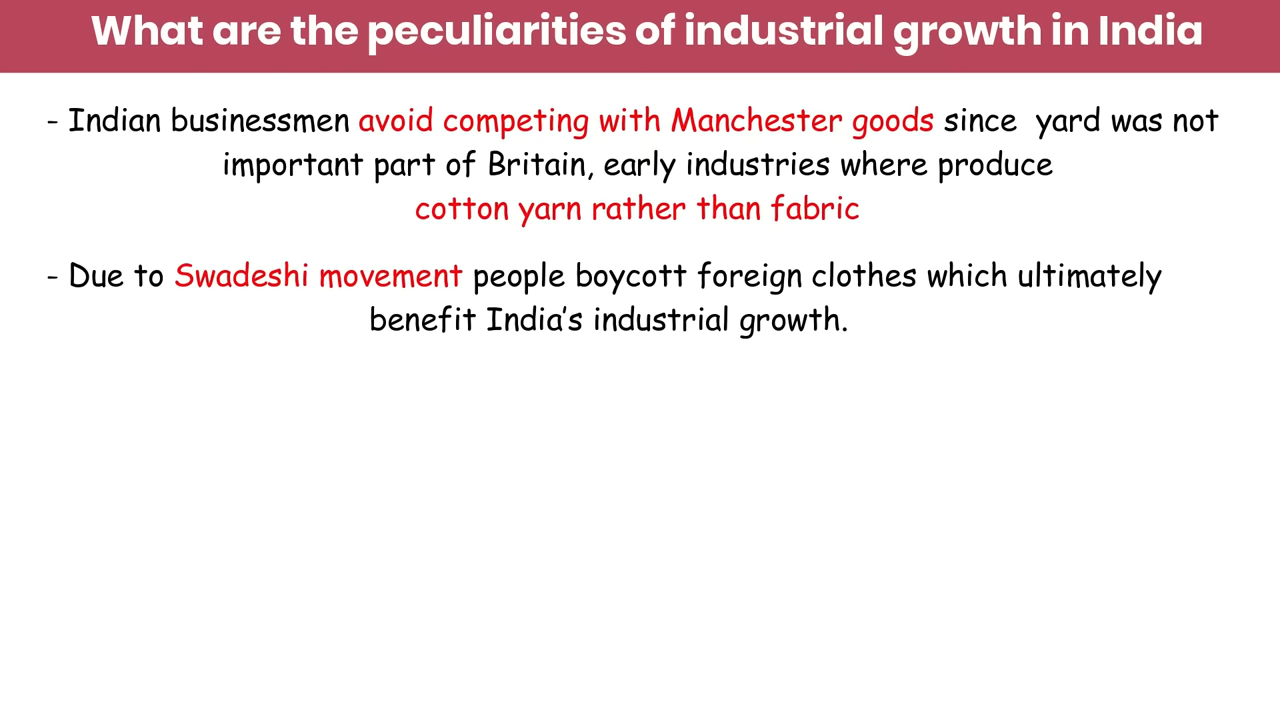 What are the peculiarities of industrial growth in India
- Indian businessmen avoid competing with Manchester goods since yard was not
important part of Britain, early industries where produce
cotton yarn rather than fabric
- Due to Swadeshi movement people boycott foreign clothes which ultimately
benefit India's industrial growth.